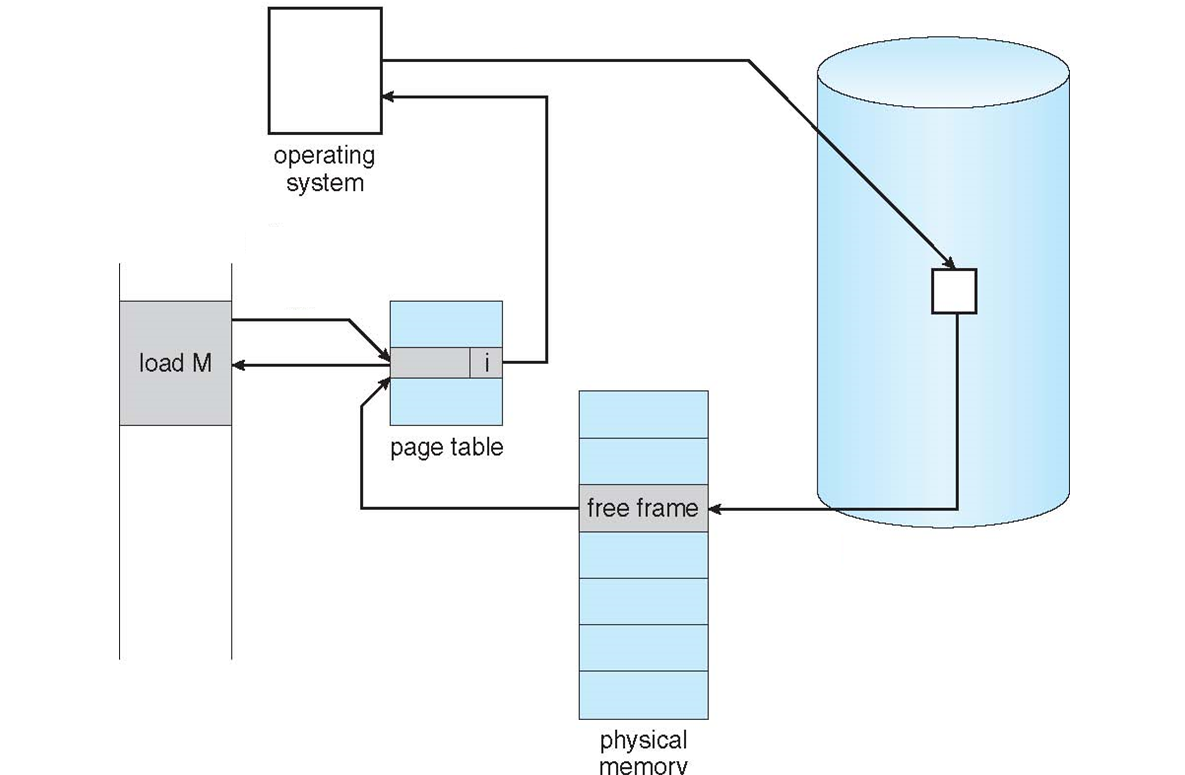 operating
system
load M
i
page table
free frame
physical
memory